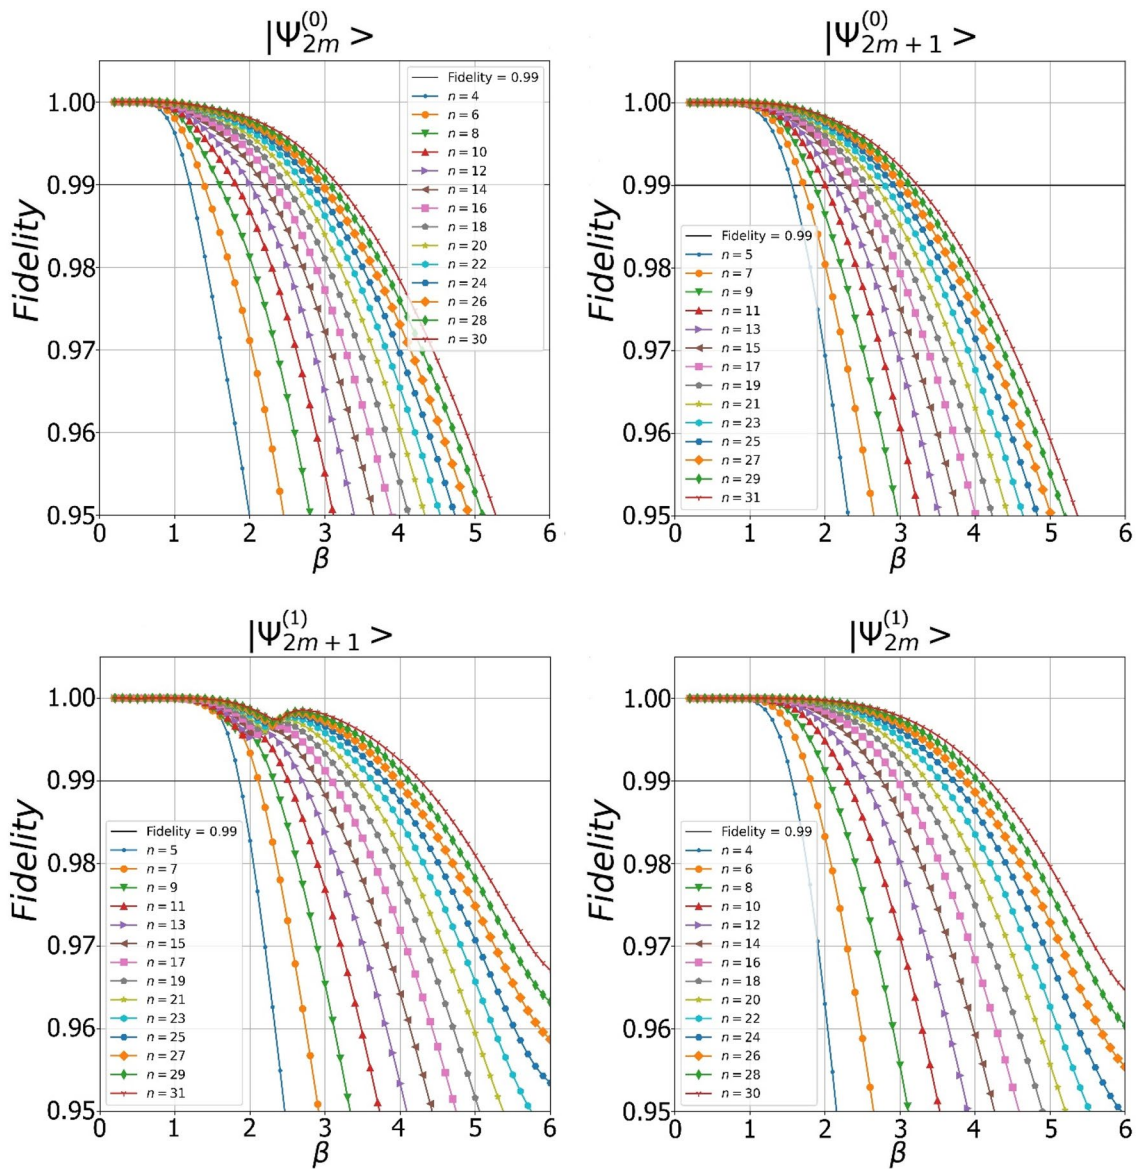 |Ψ₂ₘ⁽⁰⁾ >
Fidelity
1.00
0.99
0.98
0.97
0.96
0.95
Fidelity = 0.99
n = 4
n = 6
n = 8
n = 10
n = 12
n = 14
n = 16
n = 18
n = 20
n = 22
n = 24
n = 26
n = 28
n = 30
0 1 2 3 4 5 6
β
|Ψ₂ₘ₊₁⁽⁰⁾ >
Fidelity
1.00
0.99
0.98
0.97
0.96
0.95
Fidelity = 0.99
n = 5
n = 7
n = 9
n = 11
n = 13
n = 15
n = 17
n = 19
n = 21
n = 23
n = 25
n = 27
n = 29
n = 31
0 1 2 3 4 5 6
β
|Ψ₂ₘ₊₁⁽¹⁾ >
Fidelity
1.00
0.99
0.98
0.97
0.96
0.95
Fidelity = 0.99
n = 5
n = 7
n = 9
n = 11
n = 13
n = 15
n = 17
n = 19
n = 21
n = 23
n = 25
n = 27
n = 29
n = 31
0 1 2 3 4 5 6
β
|Ψ₂ₘ⁽¹⁾ >
Fidelity
1.00
0.99
0.98
0.97
0.96
0.95
Fidelity = 0.99
n = 4
n = 6
n = 8
n = 10
n = 12
n = 14
n = 16
n = 18
n = 20
n = 22
n = 24
n = 26
n = 28
n = 30
0 1 2 3 4 5 6
β